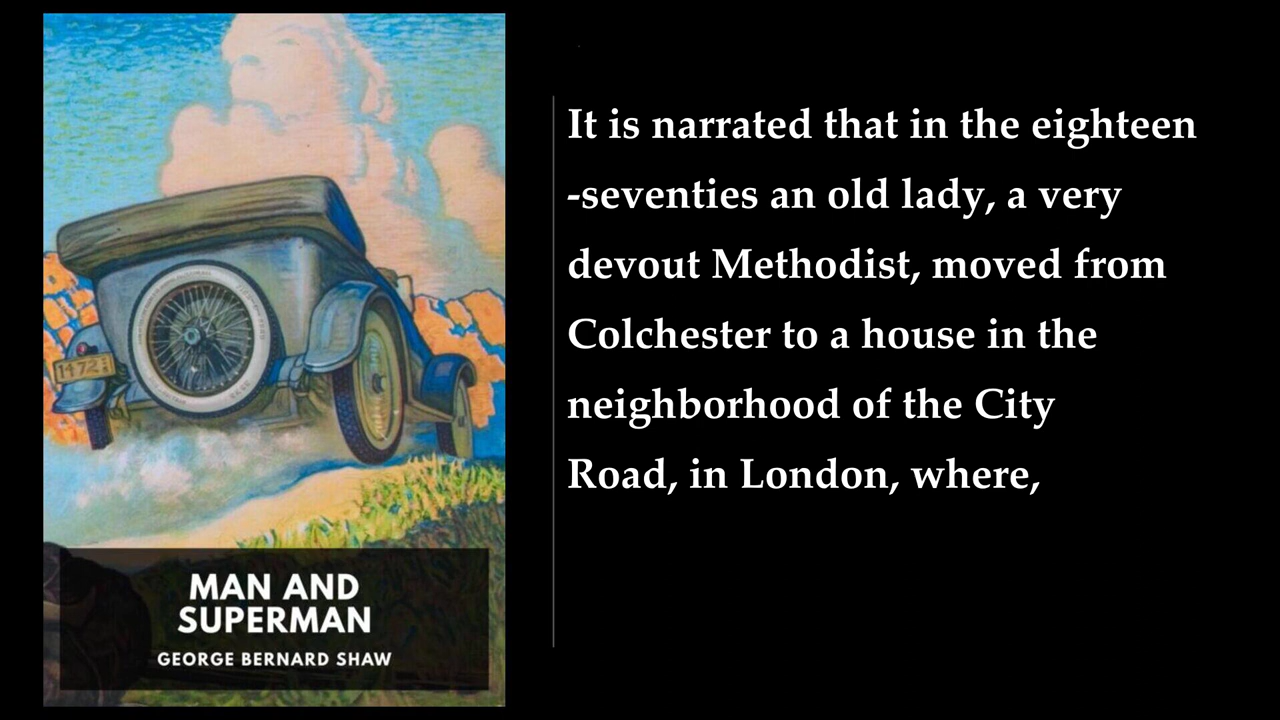 It is narrated that in the eighteen
-seventies an old lady, a very
devout Methodist, moved from
Colchester to a house in the
neighborhood of the City
Road, in London, where,
1472
MAN AND
SUPERMAN
GEORGE BERNARD SHAW